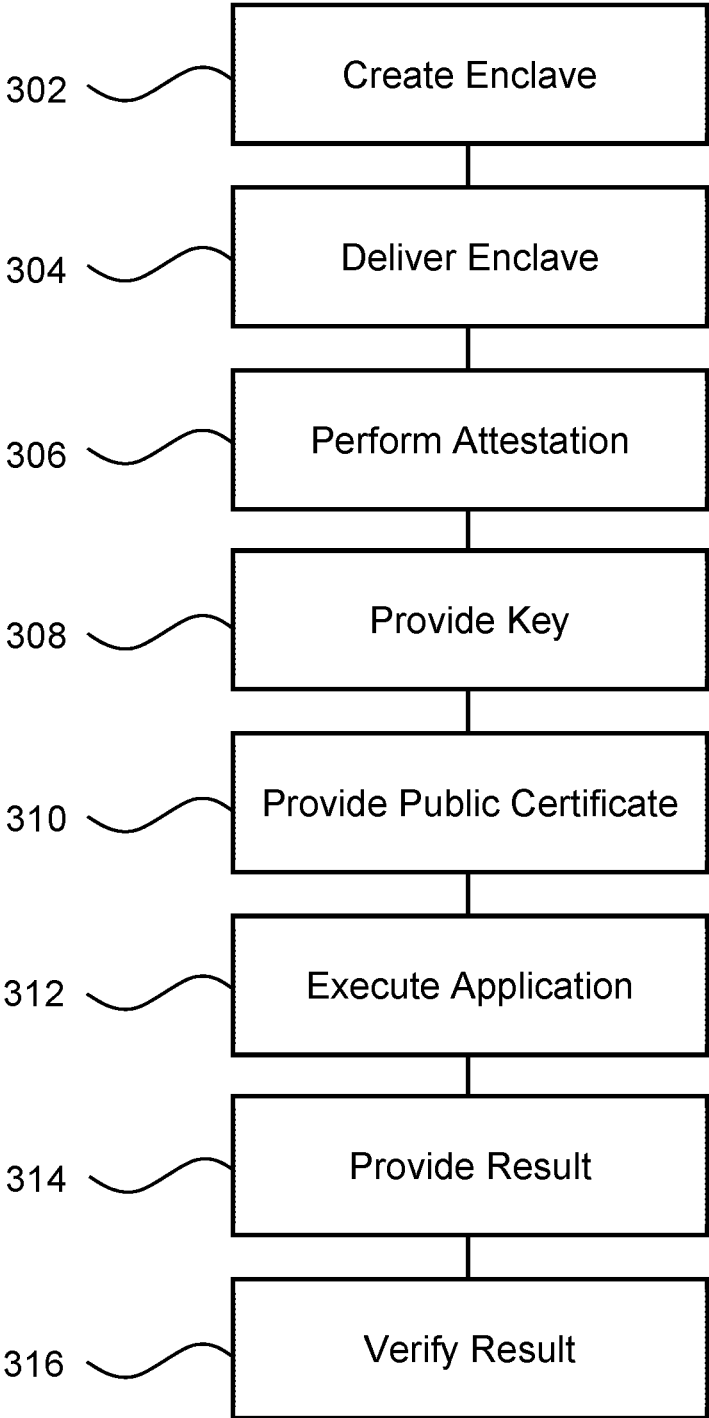 302 Create Enclave
304 Deliver Enclave
306 Perform Attestation
308 Provide Key
310 Provide Public Certificate
312 Execute Application
314 Provide Result
316 Verify Result